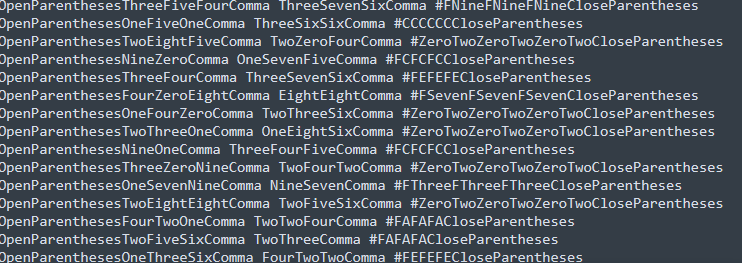 OpenParenthesesThreeFiveFourComma ThreeSevenSixComma #FNineFNineFNineCloseParentheses
OpenParenthesesOneFiveOneComma ThreeSixSixComma #CCCCCCCloseParentheses
OpenParenthesesTwoEightFiveComma TwoZeroFourComma #ZeroTwoZeroTwoZeroTwoCloseParentheses
OpenParenthesesNineZeroComma OneSevenFiveComma #FCFCFCCloseParentheses
OpenParenthesesThreeFourComma ThreeSevenSixComma #FEFEFECloseParentheses
OpenParenthesesFourZeroEightComma EightEightComma #FSevenFSevenFSevenCloseParentheses
OpenParenthesesOneFourZeroComma TwoThreeSixComma #ZeroTwoZeroTwoZeroTwoCloseParentheses
OpenParenthesesTwoThreeOneComma OneEightSixComma #ZeroTwoZeroTwoZeroTwoCloseParentheses
OpenParenthesesNineOneComma ThreeFourFiveComma #FCFCFCCloseParentheses
OpenParenthesesThreeZeroNineComma TwoFourTwoComma #ZeroTwoZeroTwoZeroTwoCloseParentheses
OpenParenthesesOneSevenNineComma NineSevenComma #FThreeFThreeFThreeCloseParentheses
OpenParenthesesTwoEightEightComma TwoFiveSixComma #ZeroTwoZeroTwoZeroTwoCloseParentheses
OpenParenthesesFourTwoOneComma TwoTwoFourComma #FAFAFACloseParentheses
OpenParenthesesTwoFiveSixComma TwoThreeComma #FAFAFACloseParentheses
OpenParenthesesOneThreeSixComma FourTwoTwoComma #FEFEFECloseParentheses